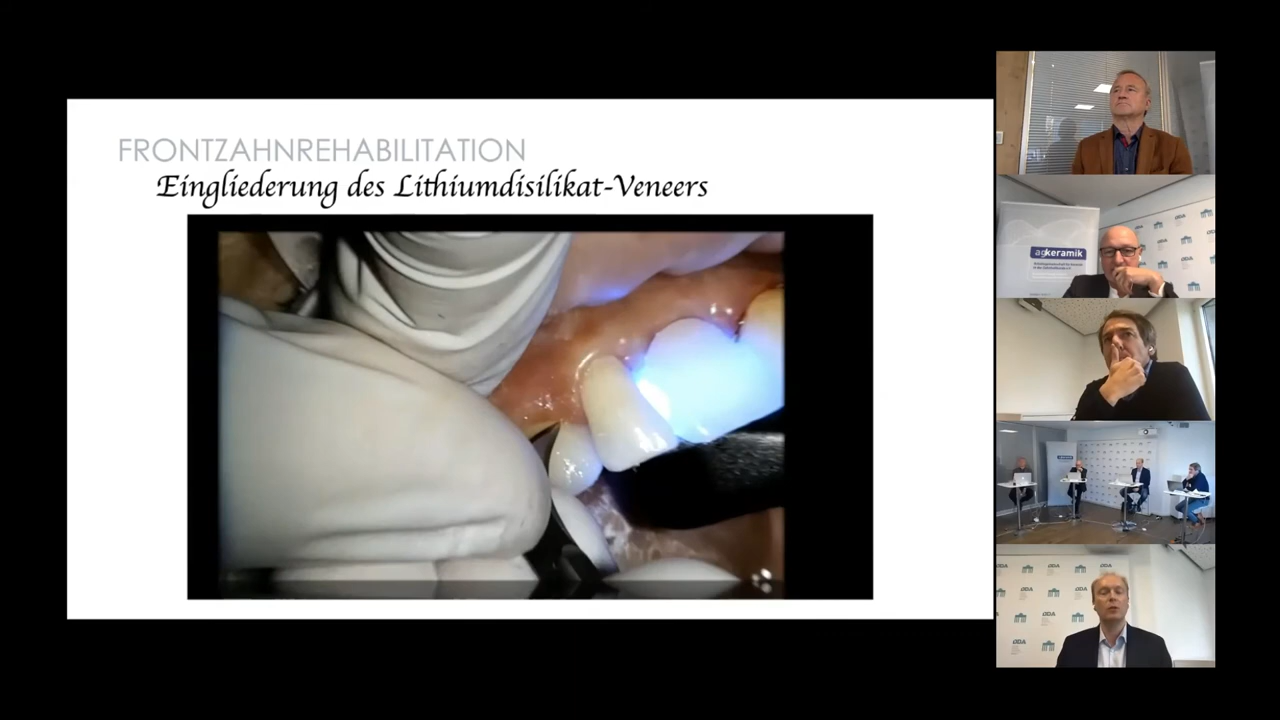 FRONTZAHNREHABILITATION
Eingliederung des Lithiumdisilikat-Veneers
agkeramik